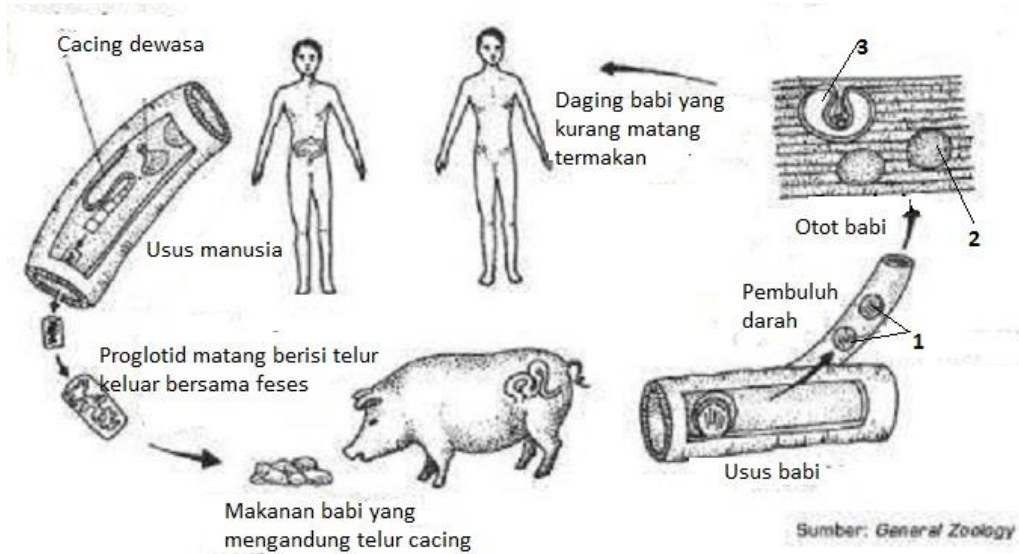 Cacing dewasa
3
Daging babi yang
kurang matang
termakan
Usus manusia
Otot babi
2
Pembuluh
darah
1
Proglotid matang berisi telur
keluar bersama feses
Usus babi
Makanan babi yang
mengandung telur cacing
Sumber: General Zoology